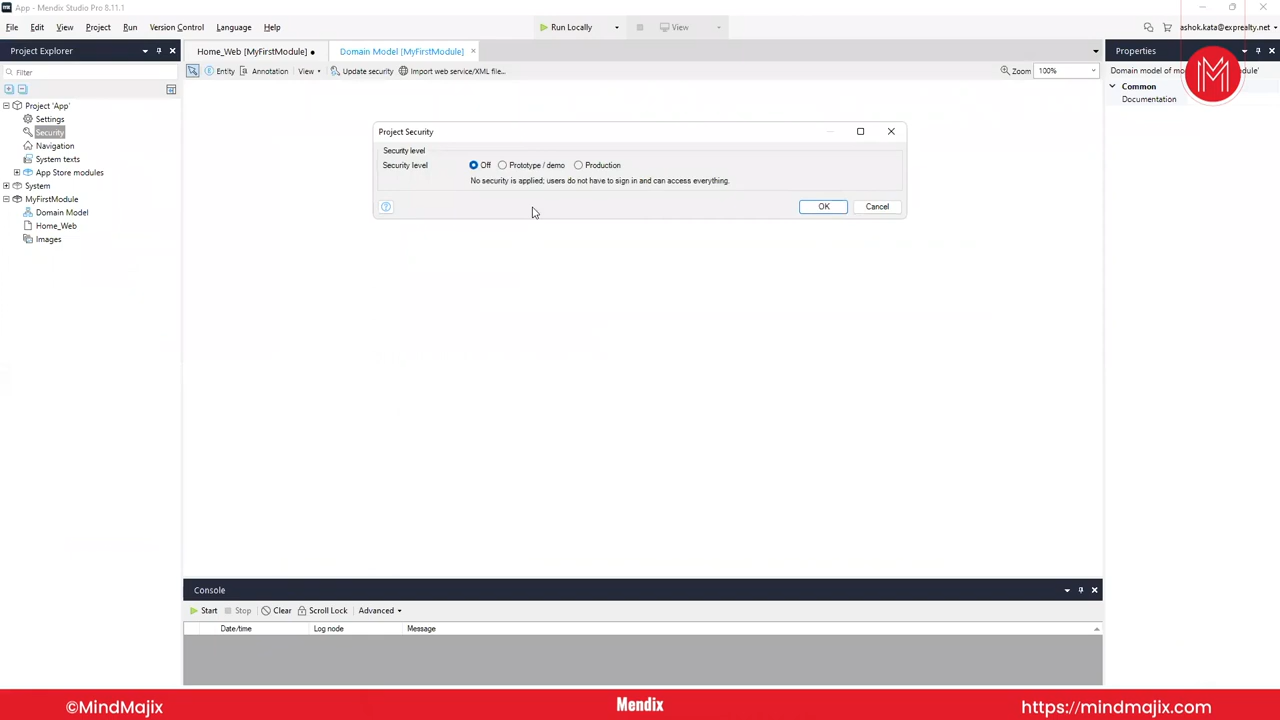 App - Mendix Studio Pro 8.11.1
File Edit View Project Run Version Control Language Help
Run Locally
View
ashok.kata@exprealty.net
Project Explorer
Filter
Project 'App'
Settings
Security
Navigation
System texts
App Store modules
System
MyFirstModule
Domain Model
Home_Web
Images
Home_Web [MyFirstModule]
Domain Model [MyFirstModule]
Entity Annotation View Update security Import web service/XML file...
Zoom 100%
Project Security
Security level
Security level Off Prototype / demo Production
No security is applied; users do not have to sign in and can access everything.
OK Cancel
Properties
Domain model of
Common
Documentation
M
Console
Start Stop Clear Scroll Lock Advanced
Date/time Log node Message
©MindMajix
Mendix
https://mindmajix.com